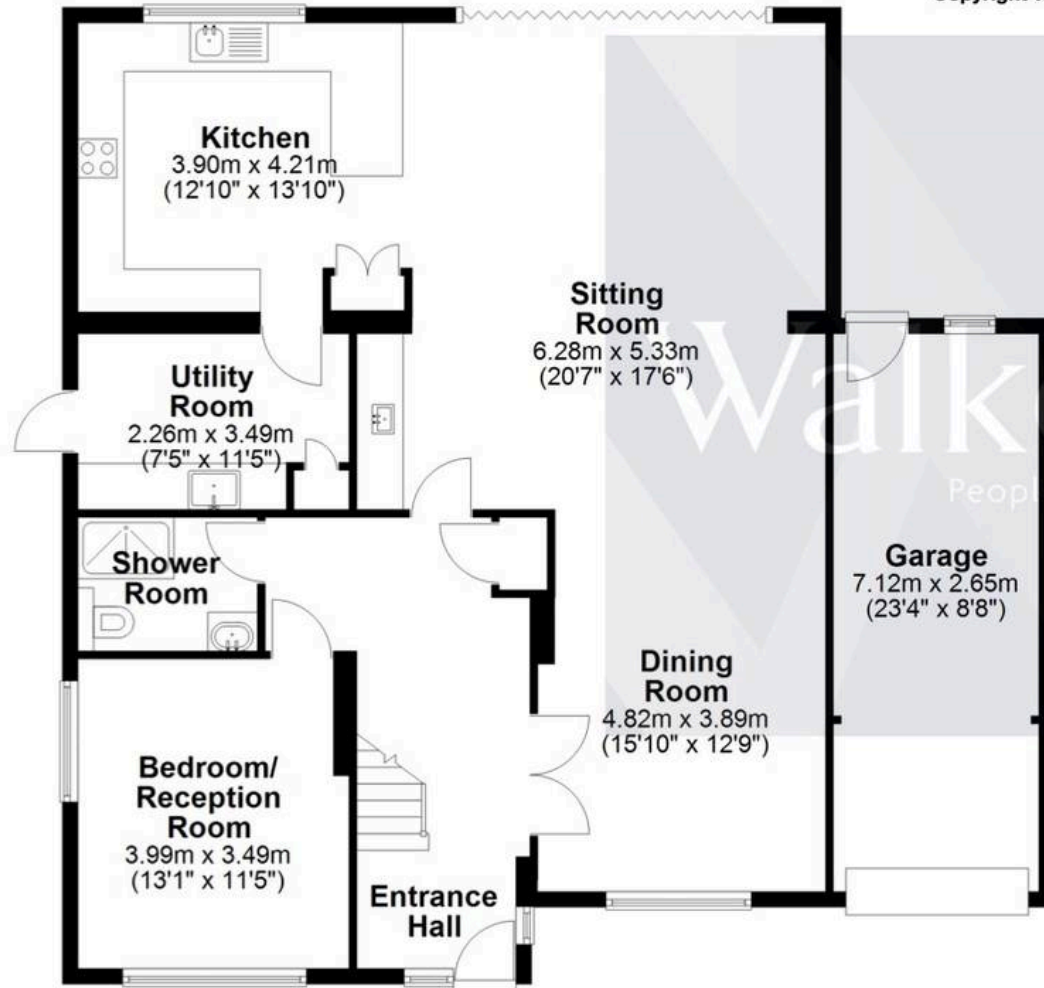 Kitchen
3.90m x 4.21m
(12'10" x 13'10")
Sitting
Room
6.28m x 5.33m
(20'7" x 17'6")
Utility
Room
2.26m x 3.49m
(7'5" x 11'5")
Shower
Room
Garage
7.12m x 2.65m
(23'4" x 8'8")
Dining
Room
4.82m x 3.89m
(15'10" x 12'9")
Bedroom/
Reception
Room
3.99m x 3.49m
(13'1" x 11'5")
Entrance
Hall